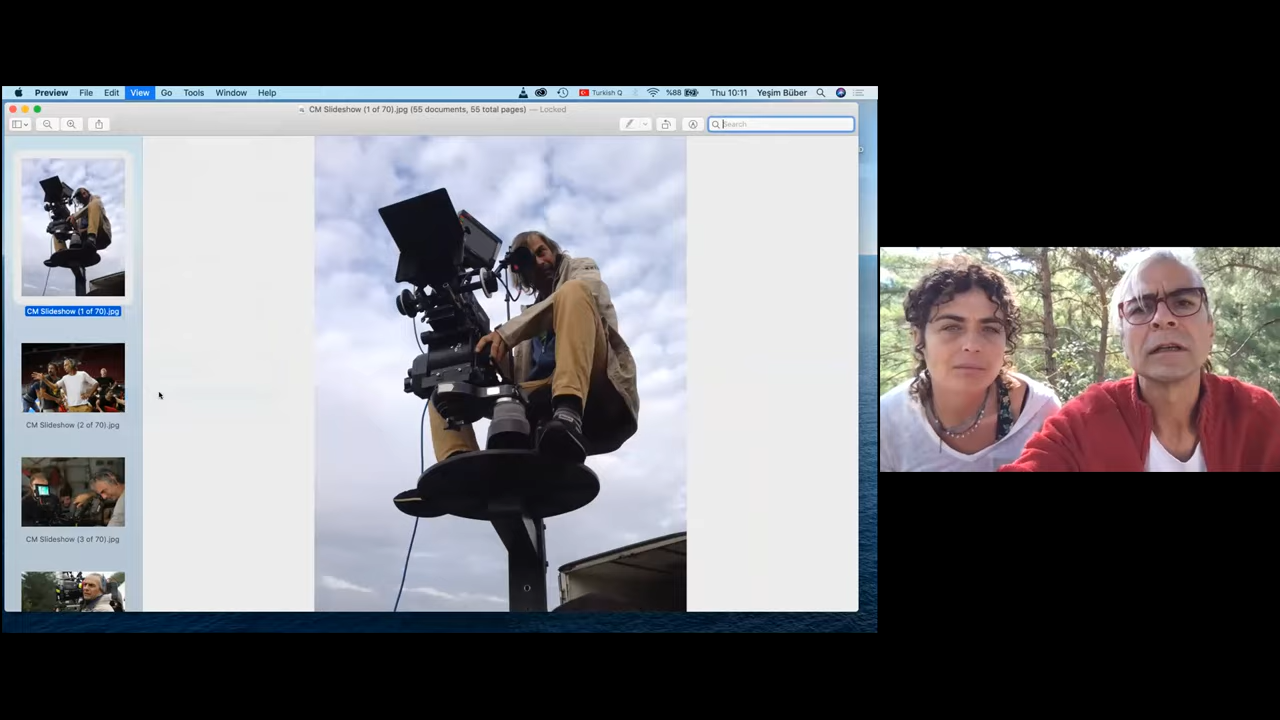 Preview File Edit View Go Tools Window Help Turkish Q %88 Thu 10:11 Yeşim Büber
CM Slideshow (1 of 70).jpg (55 documents, 55 total pages) — Locked
Search
CM Slideshow (1 of 70).jpg
CM Slideshow (2 of 70).jpg
CM Slideshow (3 of 70).jpg